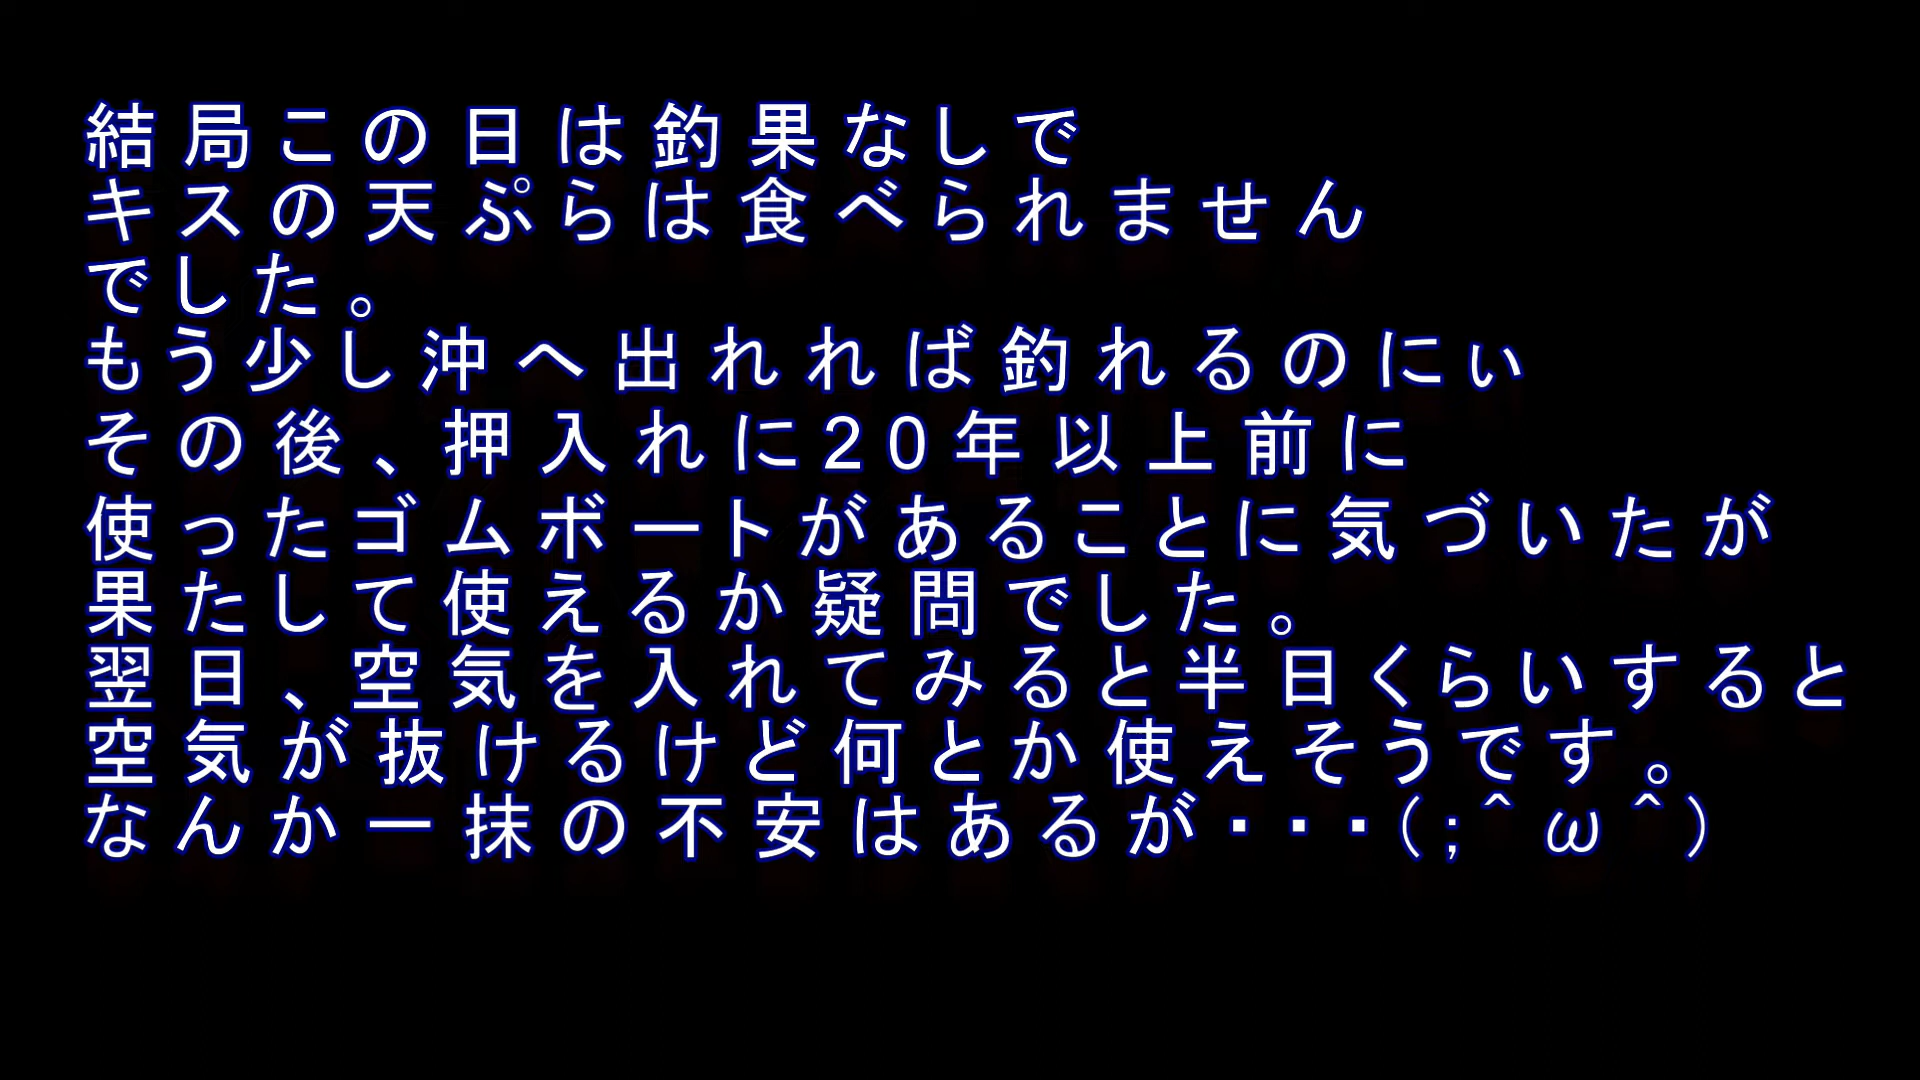 結局この日は釣果なしで
キスの天ぷらは食べられません
でした。
もう少し沖へ出れれば釣れるのにぃ
その後、押入れに20年以上前に
使ったゴムボートがあることに気づいたが
果たして使えるか疑問でした。
翌日、空気を入れてみると半日くらいすると
空気が抜けるけど何とか使えそうです。
なんか一抹の不安はあるが・・・(;^ω^)